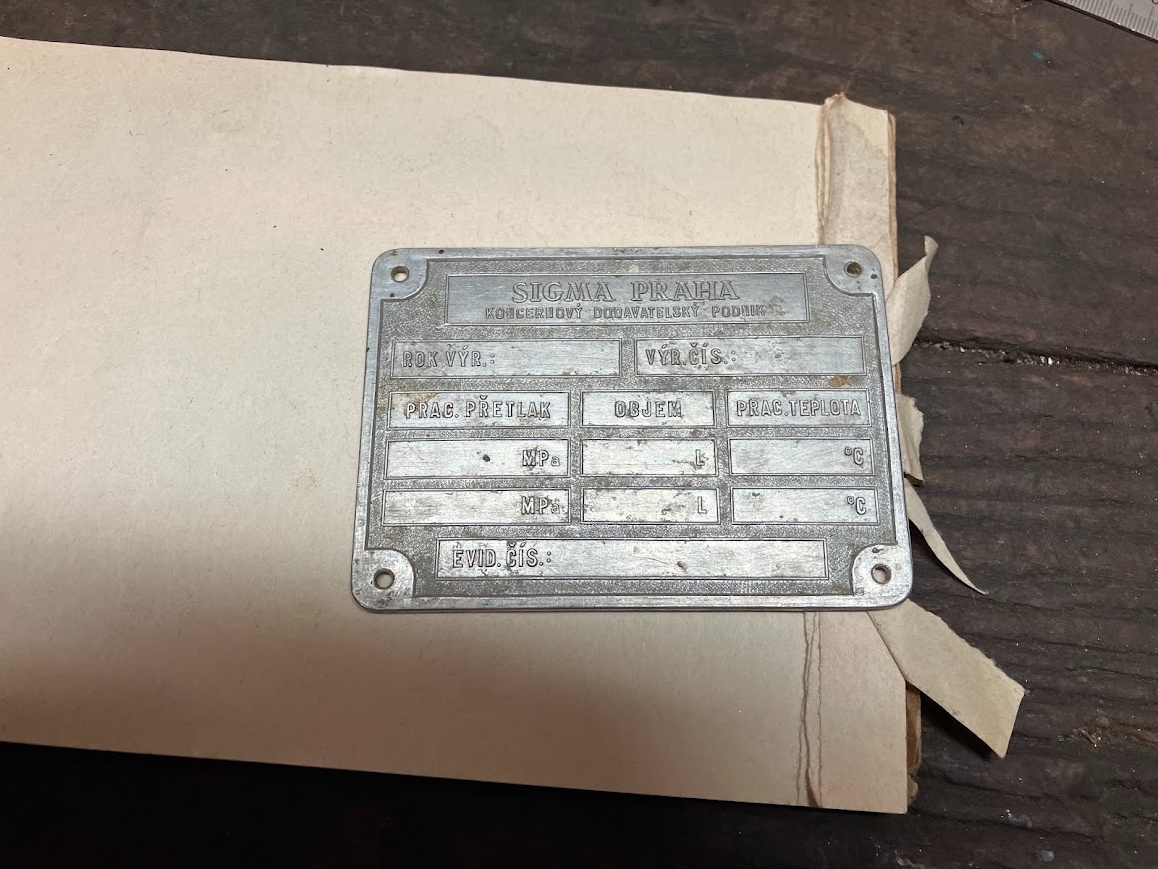 SIGMA PRAHA
KONCERNOVÝ DODAVATELSKÝ PODNIK
ROK VÝR.: VÝR.ČÍS.:
PRAC. PŘETLAK OBJEM PRAC.TEPLOTA
MPa L °C
MPa L °C
EVID.ČÍS.: